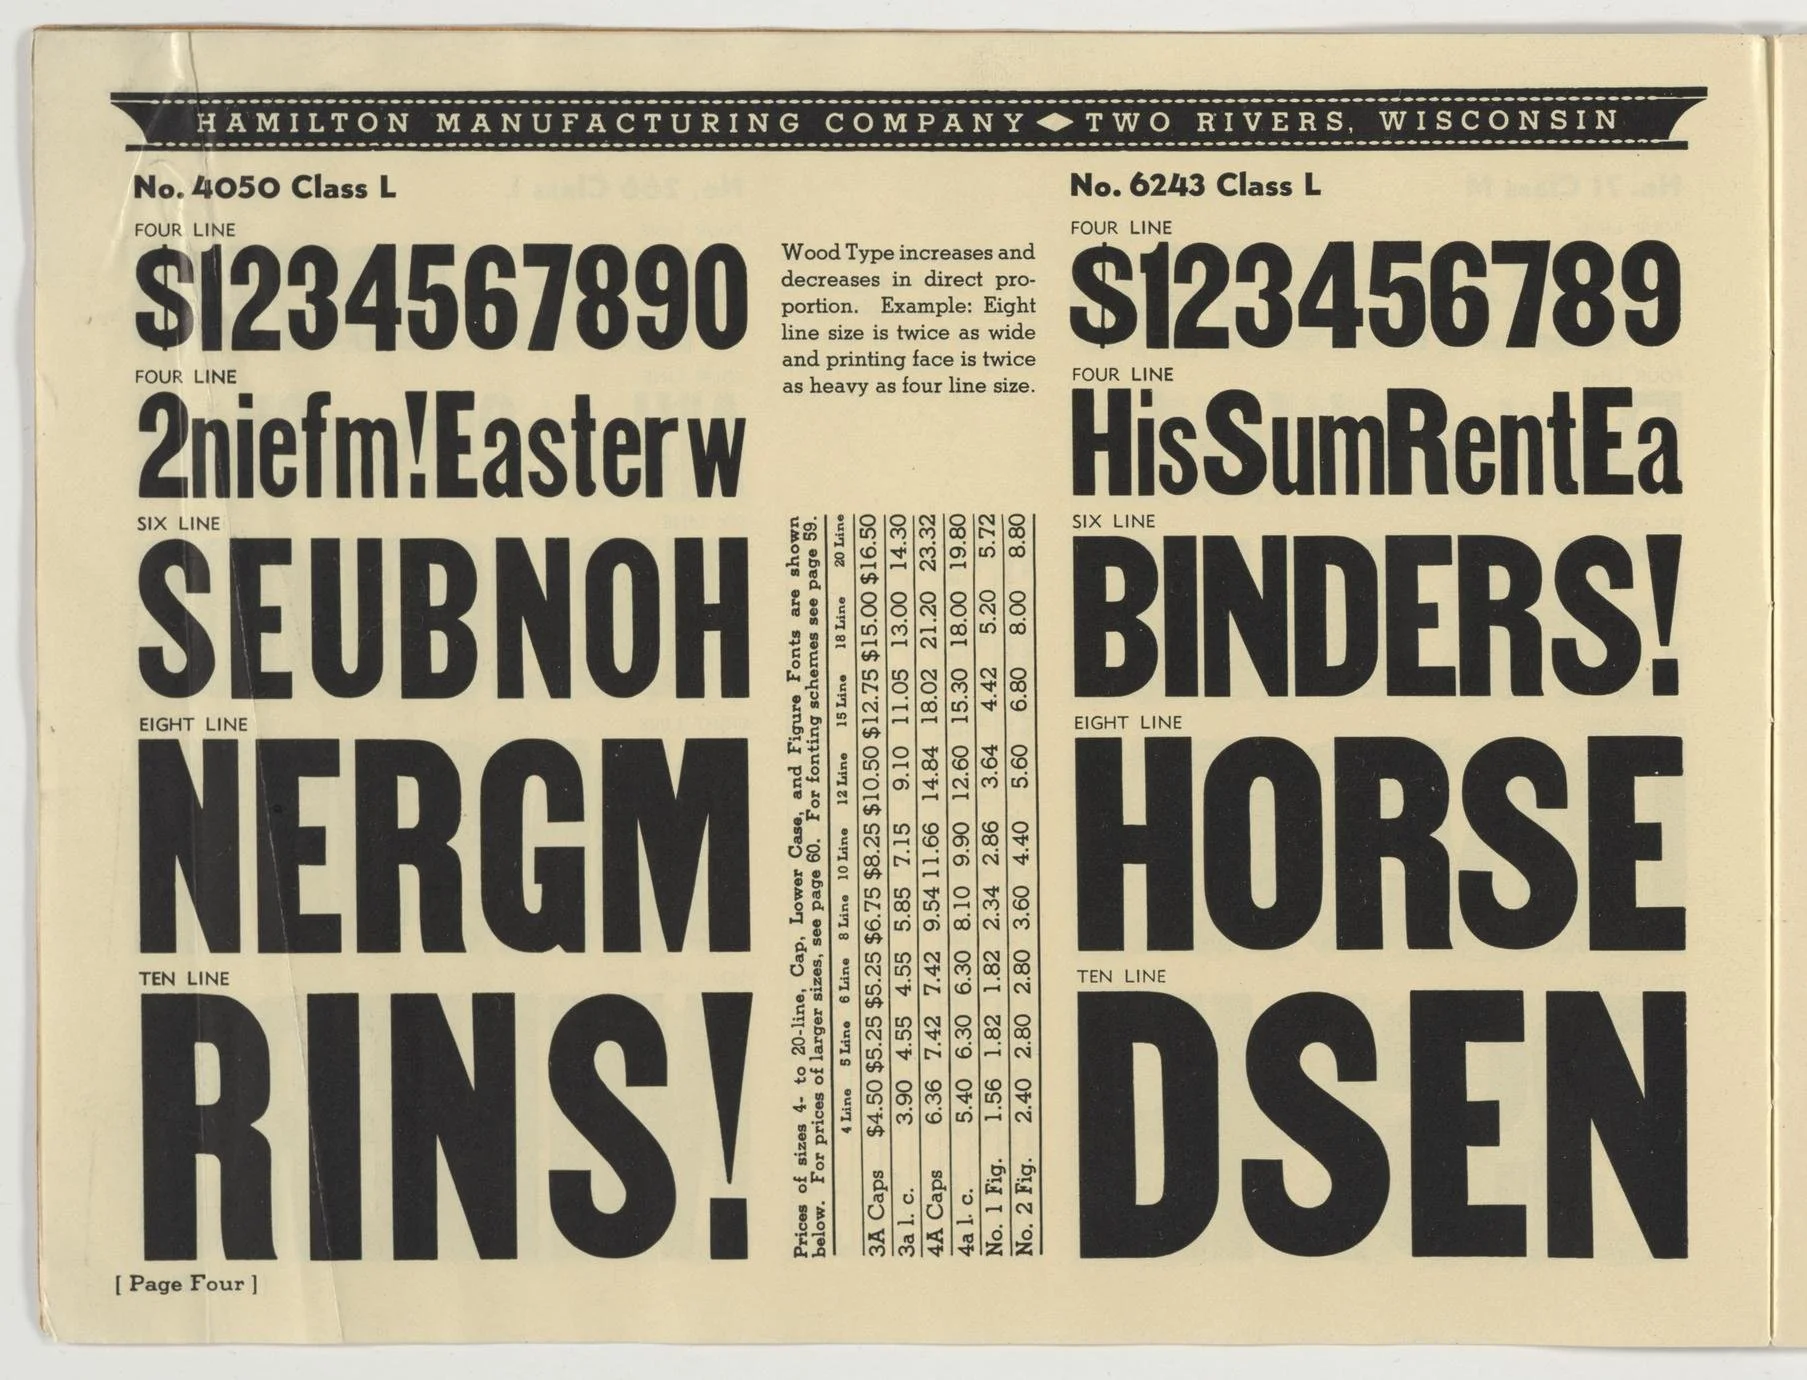 HAMILTON MANUFACTURING COMPANY ◆ TWO RIVERS, WISCONSIN
No. 4050 Class L
FOUR LINE
$1234567890
FOUR LINE
2niefm!Easterw
SIX LINE
SEUBNOH
EIGHT LINE
NERGM
TEN LINE
RINS!
[ Page Four ]
Wood Type increases and
decreases in direct pro-
portion. Example: Eight
line size is twice as wide
and printing face is twice
as heavy as four line size.
Prices of sizes 4- to 20-line, Cap, Lower Case, and Figure Fonts are shown
below. For prices of larger sizes, see page 60. For fonting schemes see page 59.
4 Line 5 Line 6 Line 8 Line 10 Line 12 Line 15 Line 18 Line 20 Line
3A Caps $4.50 $5.25 $5.25 $6.75 $8.25 $10.50 $12.75 $15.00 $16.50
3a l. c. 3.90 4.55 4.55 5.85 7.15 9.10 11.05 13.00 14.30
4A Caps 6.36 7.42 7.42 9.54 11.66 14.84 18.02 21.20 23.32
4a l. c. 5.40 6.30 6.30 8.10 9.90 12.60 15.30 18.00 19.80
No. 1 Fig. 1.56 1.82 1.82 2.34 2.86 3.64 4.42 5.20 5.72
No. 2 Fig. 2.40 2.80 2.80 3.60 4.40 5.60 6.80 8.00 8.80
No. 6243 Class L
FOUR LINE
$123456789
FOUR LINE
HisSumRentEa
SIX LINE
BINDERS!
EIGHT LINE
HORSE
TEN LINE
DSEN